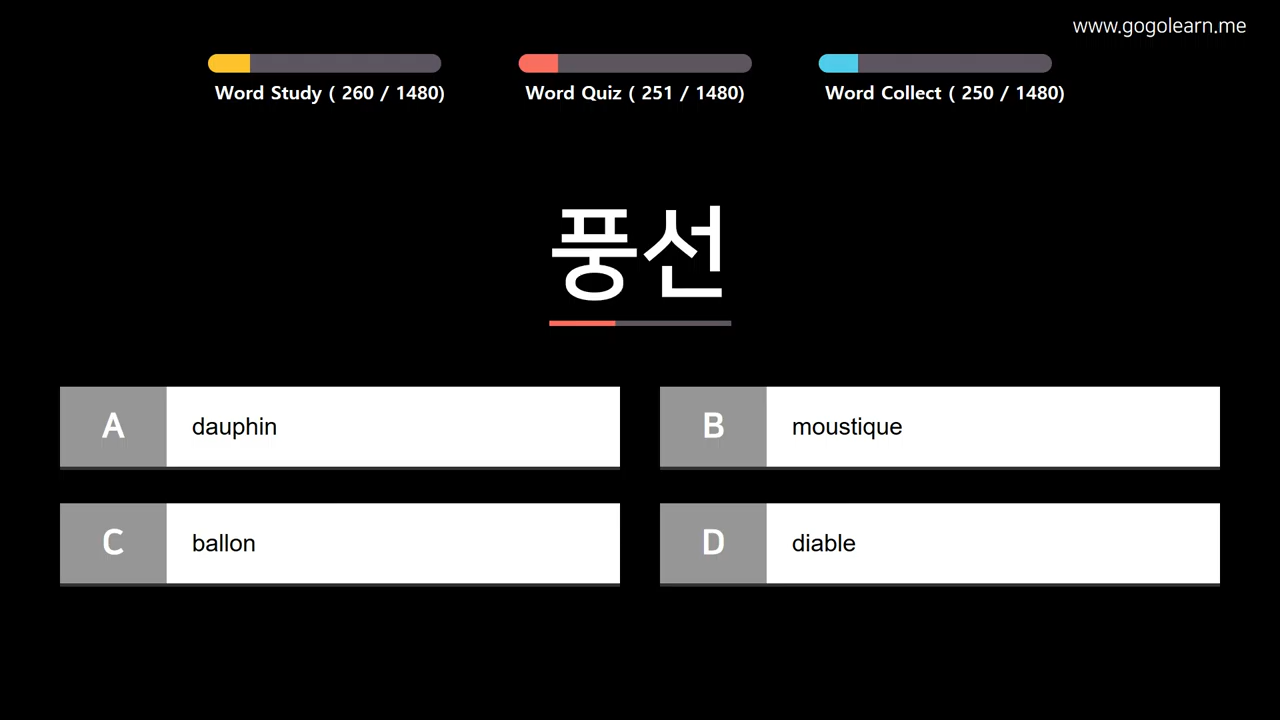 www.gogolearn.me
Word Study ( 260 / 1480)
Word Quiz ( 251 / 1480)
Word Collect ( 250 / 1480)
풍선
A dauphin
B moustique
C ballon
D diable